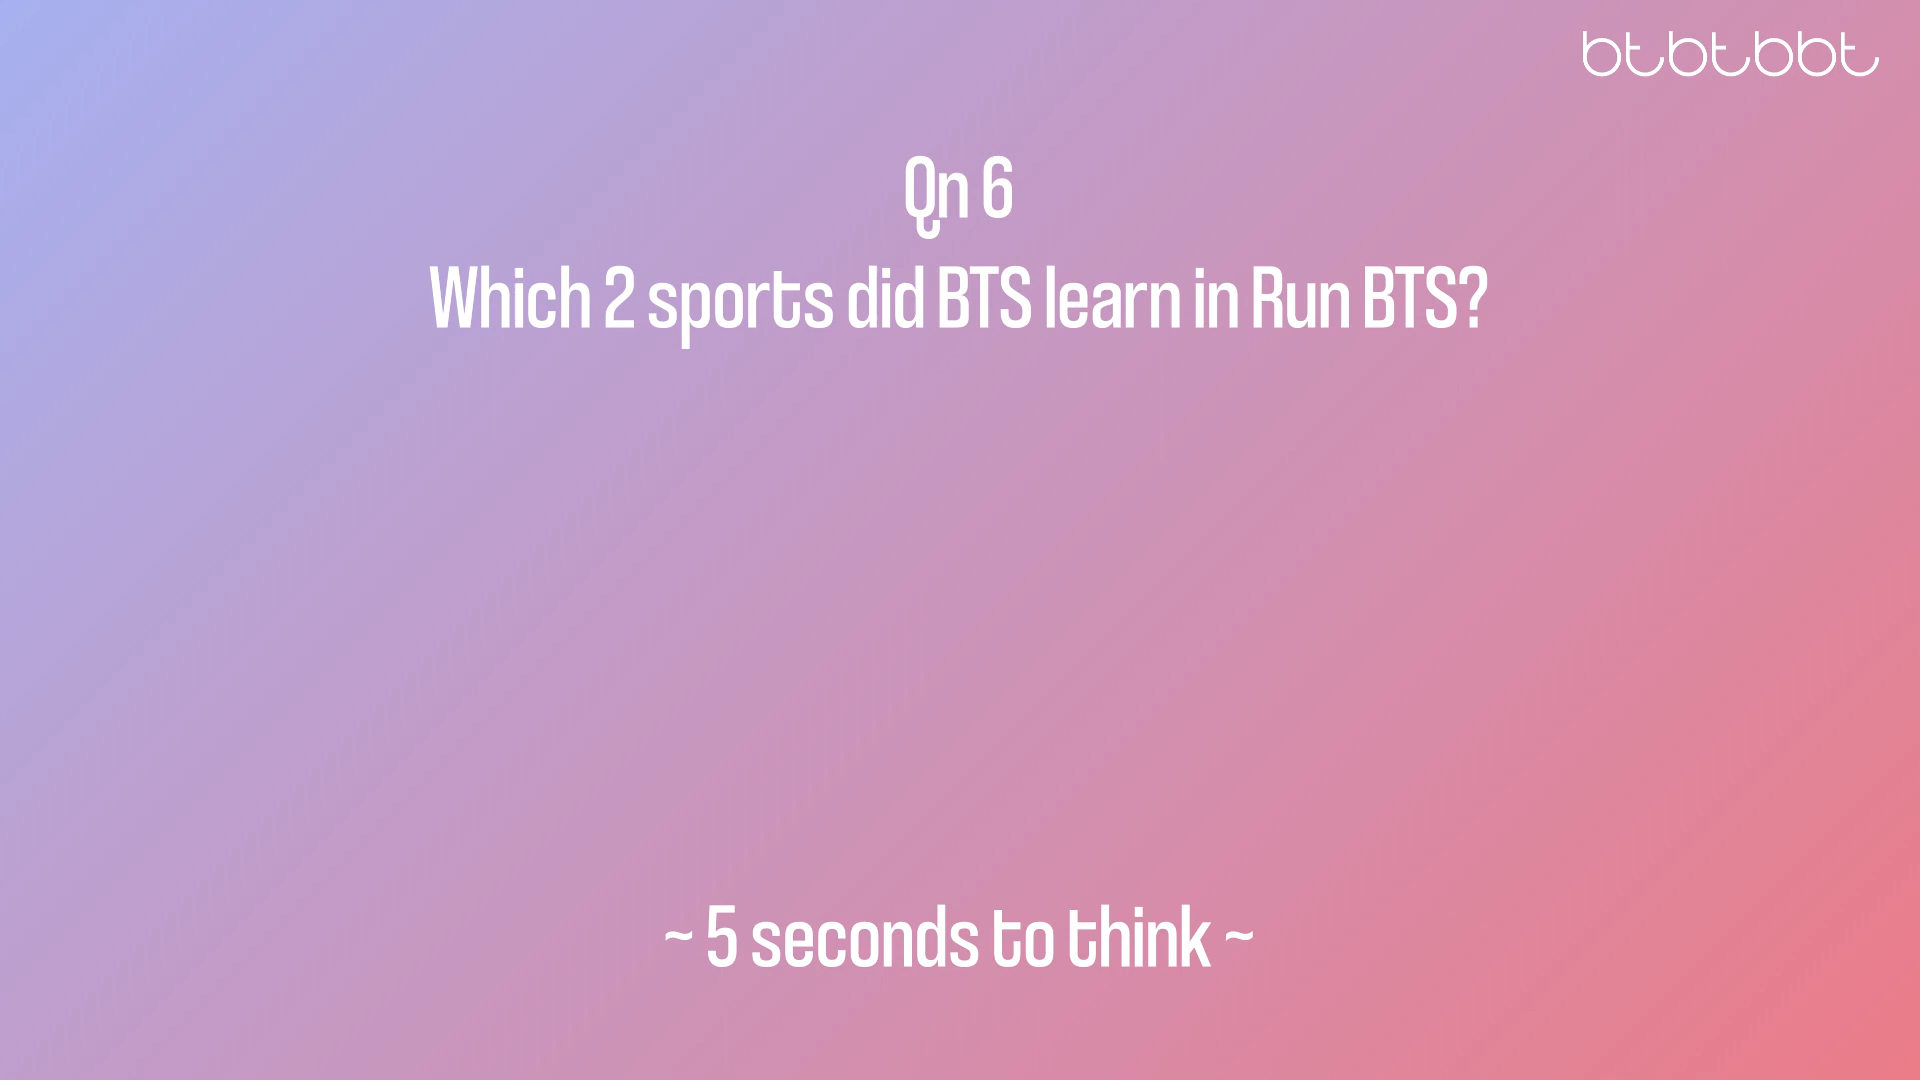 btbtbbt
Qn 6
Which 2 sports did BTS learn in Run BTS?
~ 5 seconds to think ~